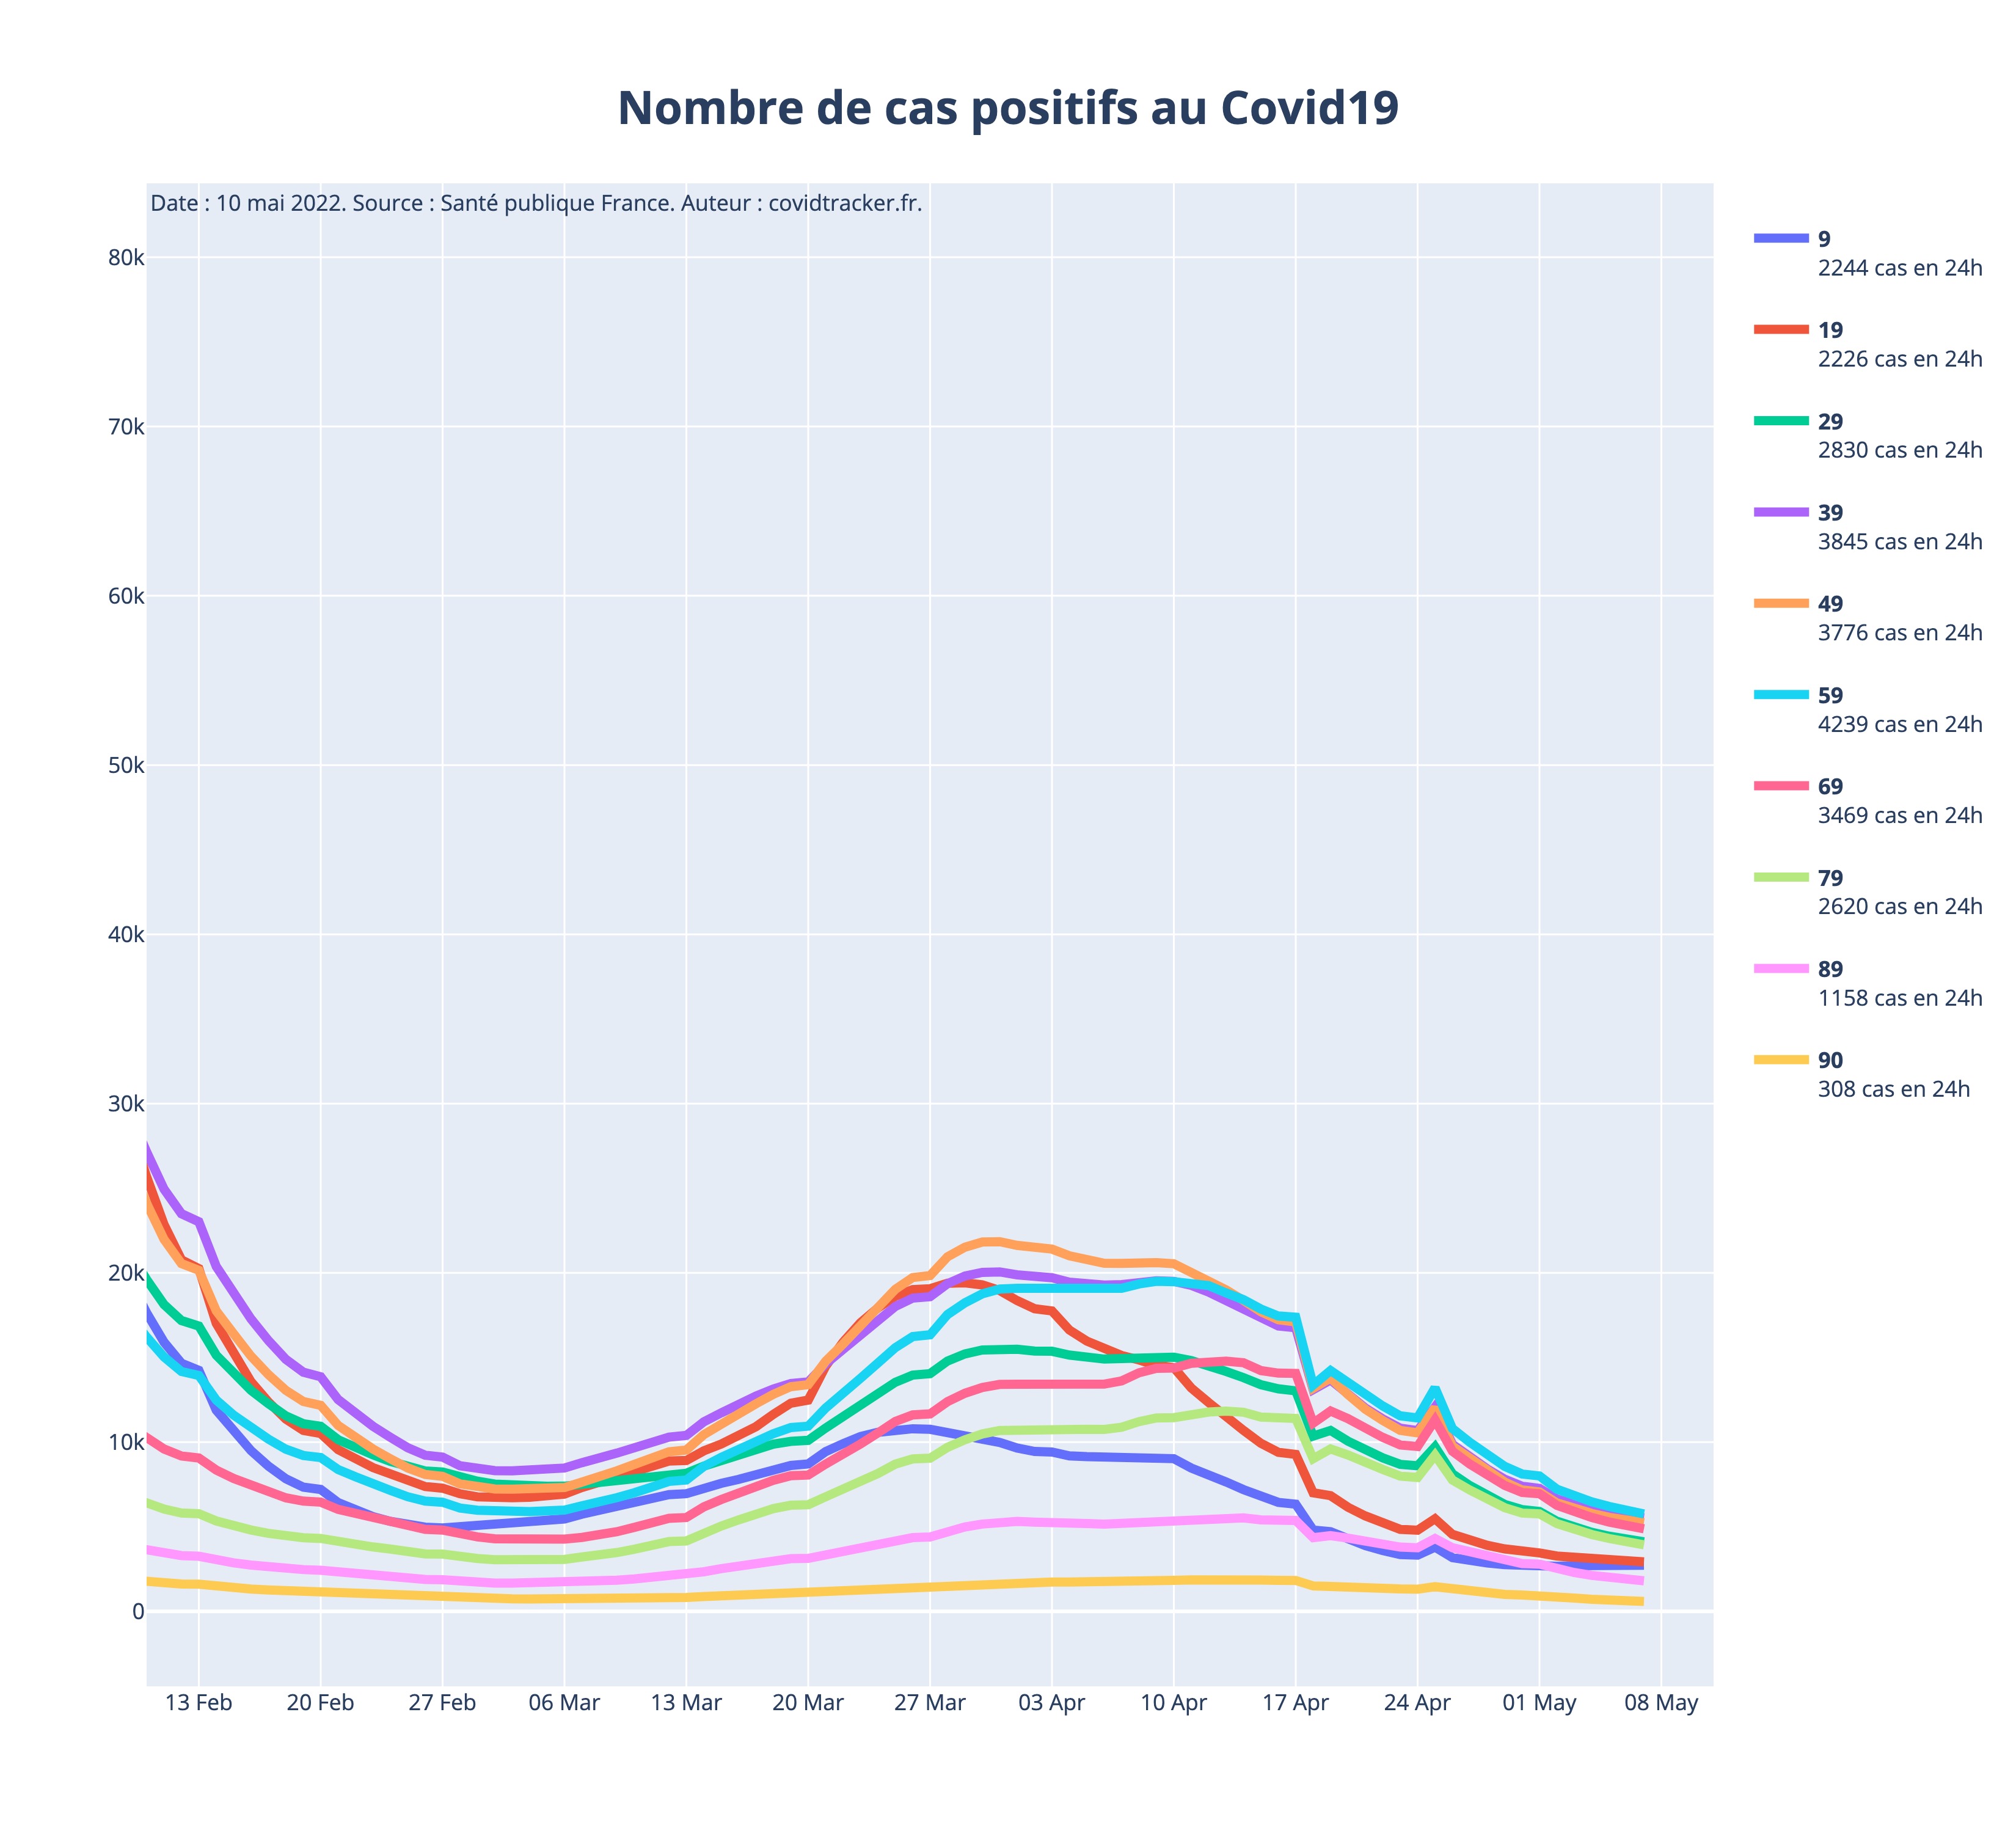 Nombre de cas positifs au Covid19
Date : 10 mai 2022. Source : Santé publique France. Auteur : covidtracker.fr.
80k
70k
60k
50k
40k
30k
20k
10k
0
13 Feb
20 Feb
27 Feb
06 Mar
13 Mar
20 Mar
27 Mar
03 Apr
10 Apr
17 Apr
24 Apr
01 May
08 May
9
2244 cas en 24h
19
2226 cas en 24h
29
2830 cas en 24h
39
3845 cas en 24h
49
3776 cas en 24h
59
4239 cas en 24h
69
3469 cas en 24h
79
2620 cas en 24h
89
1158 cas en 24h
90
308 cas en 24h